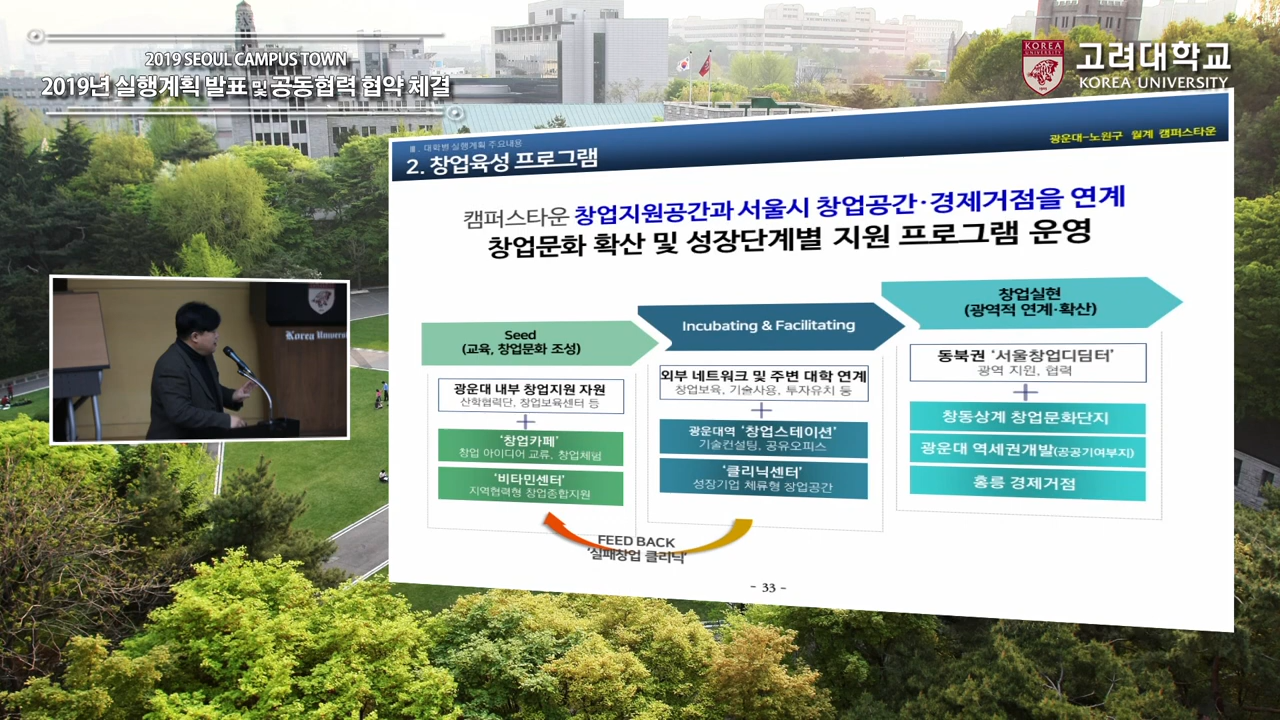 2019 SEOUL CAMPUS TOWN
2019년 실행계획 발표 및 공동협력 협약 체결
KOREA
UNIVERSITY
고려대학교
KOREA UNIVERSITY
Ⅲ. 대학별 실행계획 주요내용
2. 창업육성 프로그램
광운대-노원구 월계 캠퍼스타운
캠퍼스타운 창업지원공간과 서울시 창업공간·경제거점을 연계
창업문화 확산 및 성장단계별 지원 프로그램 운영
Seed
(교육, 창업문화 조성)
광운대 내부 창업지원 자원
산학협력단, 창업보육센터 등
+
'창업카페'
창업 아이디어 교류, 창업체험
'비타민센터'
지역협력형 창업종합지원
Incubating & Facilitating
외부 네트워크 및 주변 대학 연계
창업보육, 기술사용, 투자유치 등
+
광운대역 '창업스테이션'
기술컨설팅, 공유오피스
'클리닉센터'
성장기업 체류형 창업공간
창업실현
(광역적 연계·확산)
동북권 '서울창업디딤터'
광역 지원, 협력
+
창동상계 창업문화단지
광운대 역세권개발(공공기여부지)
홍릉 경제거점
FEED BACK
'실패창업 클리닉'
- 33 -
Korea Univers